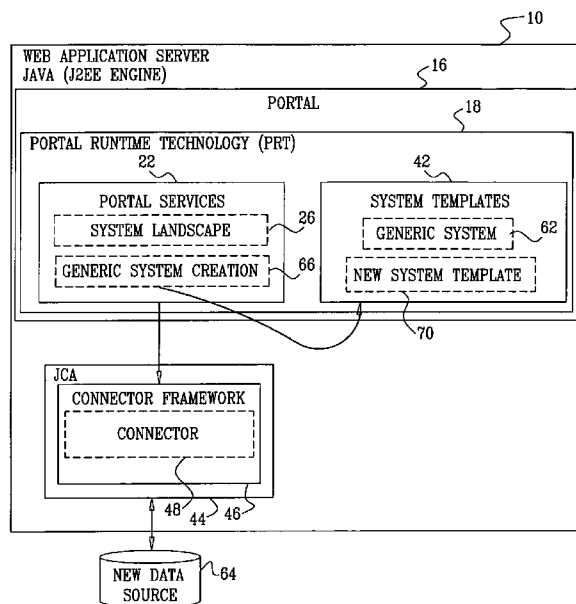 10
WEB APPLICATION SERVER
JAVA (J2EE ENGINE)
16
PORTAL
18
PORTAL RUNTIME TECHNOLOGY (PRT)
22
42
PORTAL SERVICES
SYSTEM LANDSCAPE
26
GENERIC SYSTEM CREATION
66
SYSTEM TEMPLATES
GENERIC SYSTEM
62
NEW SYSTEM TEMPLATE
70
JCA
CONNECTOR FRAMEWORK
CONNECTOR
48
44
46
NEW DATA
SOURCE
64